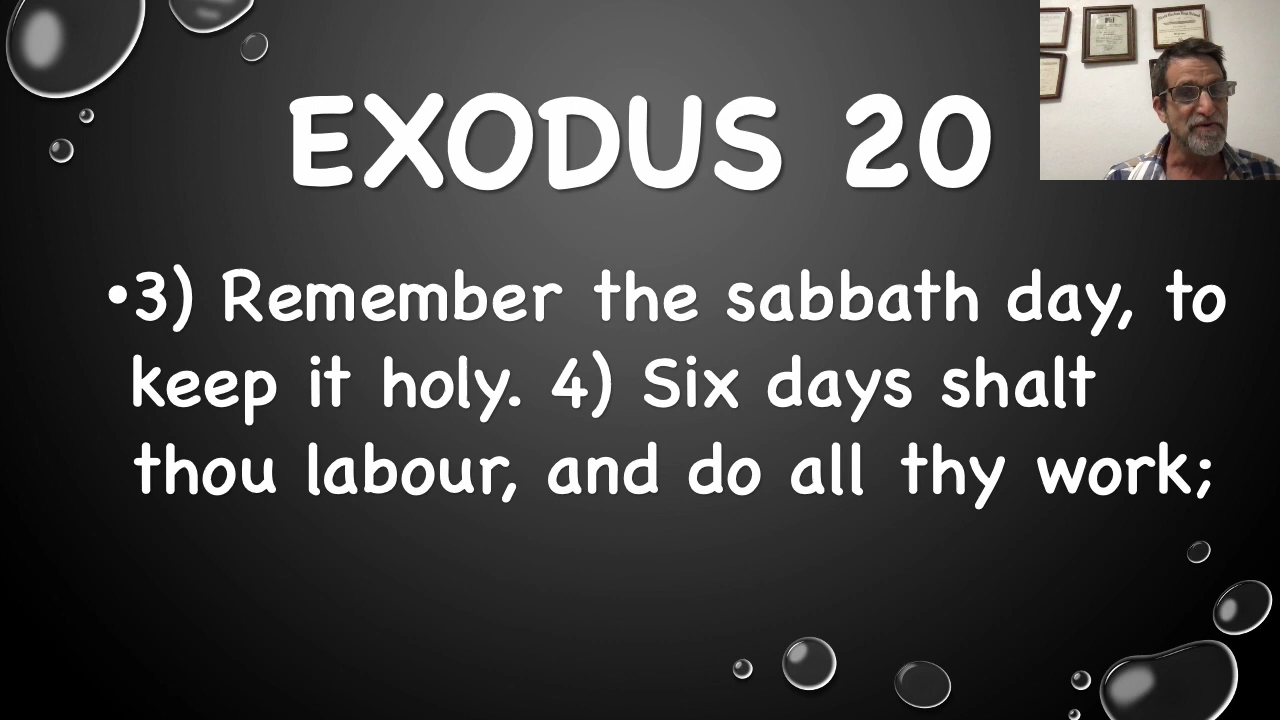 EXODUS 20
•3) Remember the sabbath day, to
keep it holy. 4) Six days shalt
thou labour, and do all thy work;